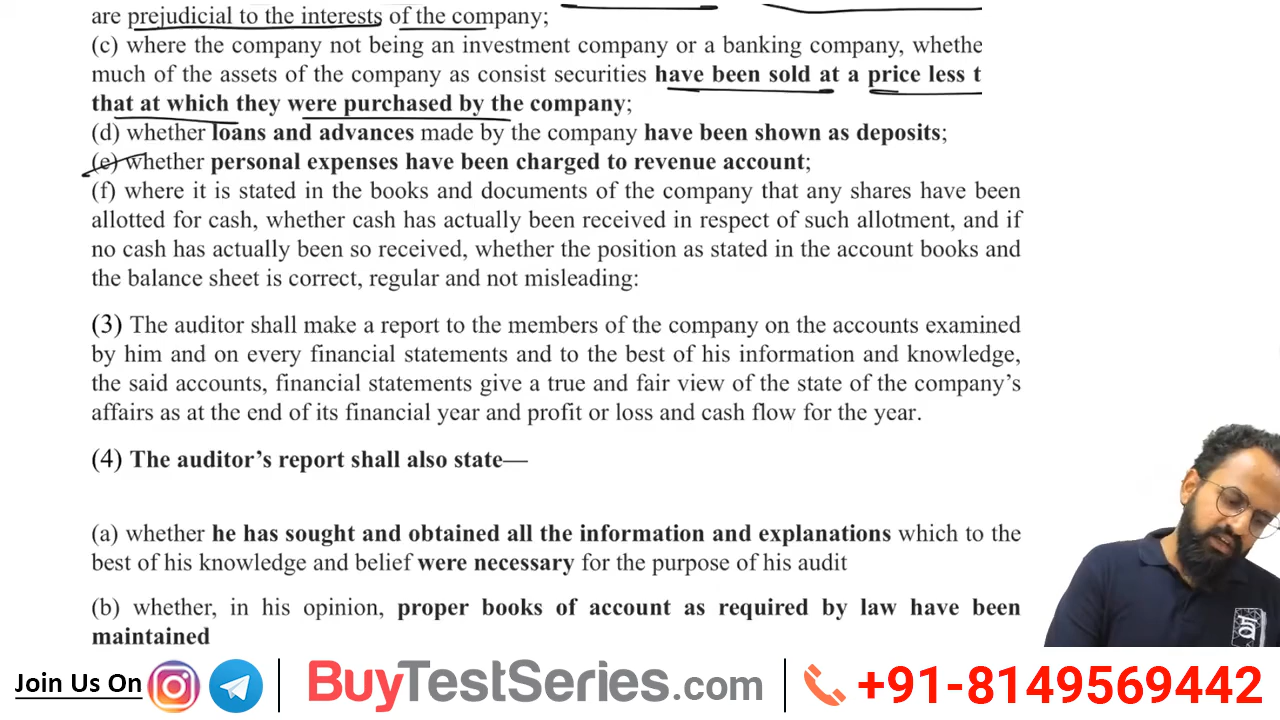 are prejudicial to the interests of the company;
(c) where the company not being an investment company or a banking company, whethe
much of the assets of the company as consist securities have been sold at a price less t
that at which they were purchased by the company;
(d) whether loans and advances made by the company have been shown as deposits;
(e) whether personal expenses have been charged to revenue account;
(f) where it is stated in the books and documents of the company that any shares have been
allotted for cash, whether cash has actually been received in respect of such allotment, and if
no cash has actually been so received, whether the position as stated in the account books and
the balance sheet is correct, regular and not misleading:
(3) The auditor shall make a report to the members of the company on the accounts examined
by him and on every financial statements and to the best of his information and knowledge,
the said accounts, financial statements give a true and fair view of the state of the company's
affairs as at the end of its financial year and profit or loss and cash flow for the year.
(4) The auditor's report shall also state—
(a) whether he has sought and obtained all the information and explanations which to the
best of his knowledge and belief were necessary for the purpose of his audit
(b) whether, in his opinion, proper books of account as required by law have been
maintained
Join Us On
BuyTestSeries.com
+91-8149569442